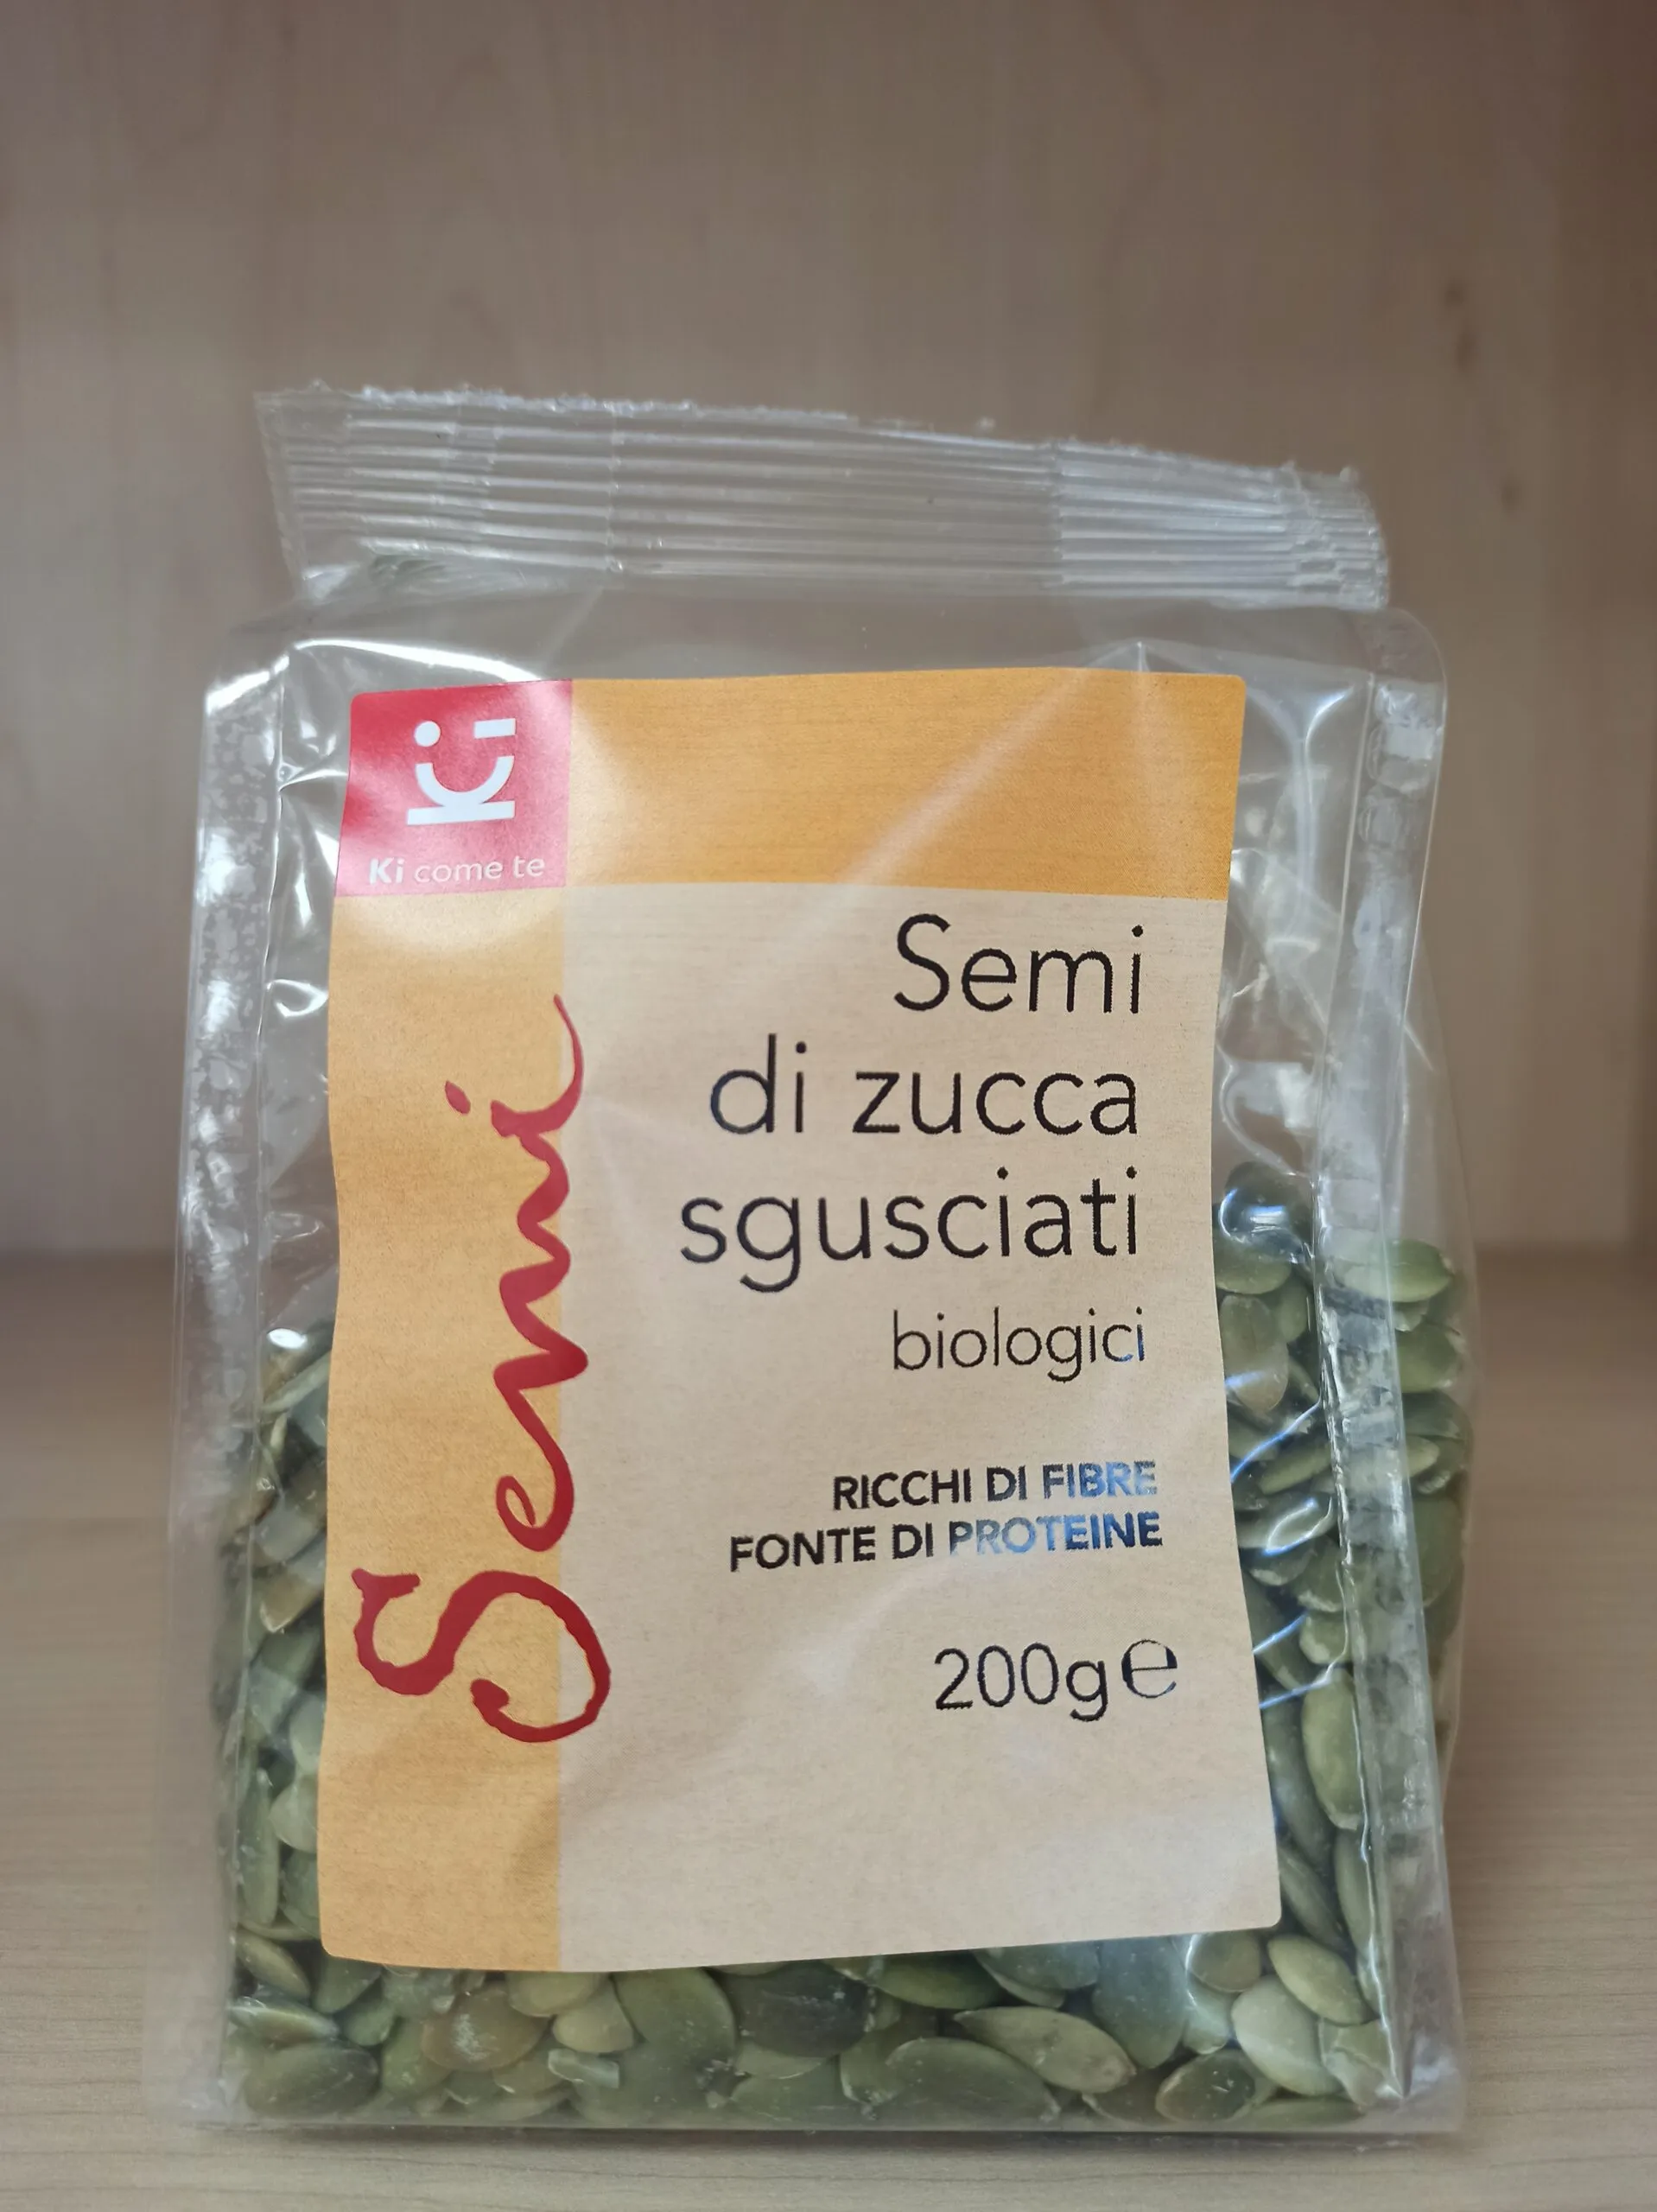 Ki
Ki come te
Semi
Semi
di zucca
sgusciati
biologici
RICCHI DI FIBRE
FONTE DI PROTEINE
200g℮